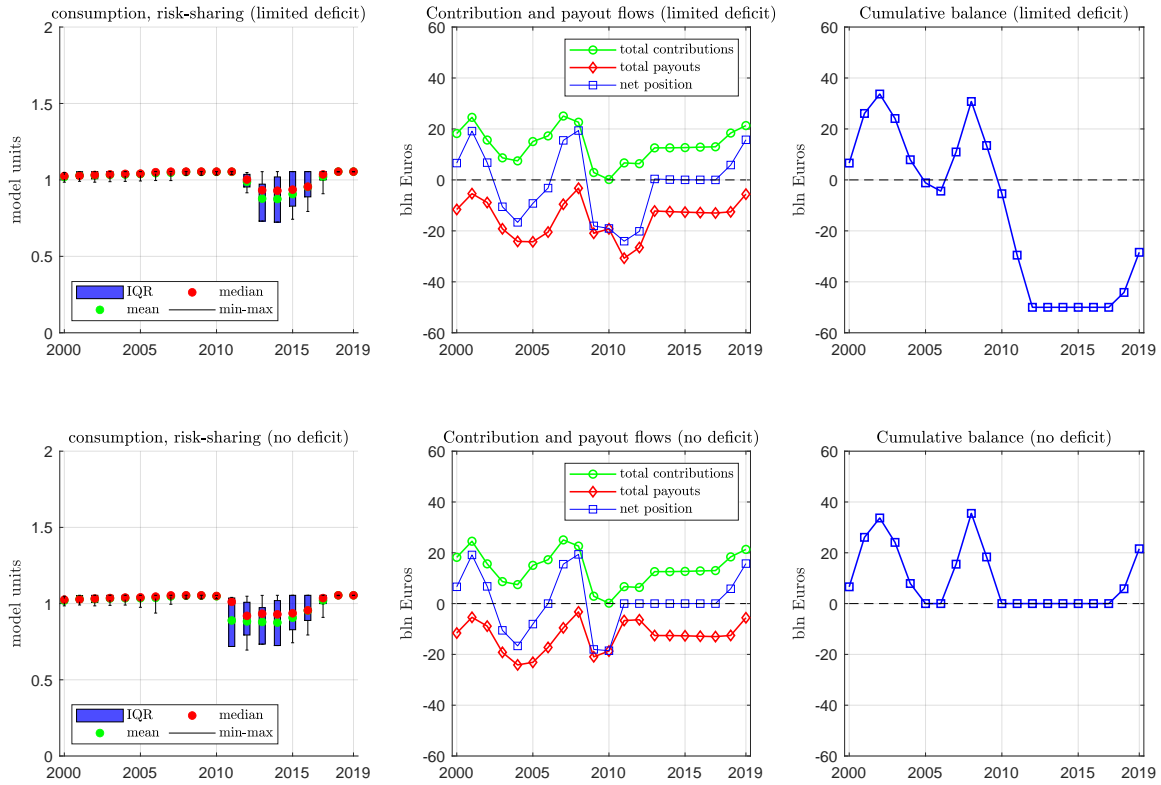 consumption, risk-sharing (limited deficit)
2
1.5
1
0.5
0
model units
IQR
median
mean
min-max
2000 2005 2010 2015 2019
Contribution and payout flows (limited deficit)
60
40
20
0
-20
-40
-60
bln Euros
total contributions
total payouts
net position
2000 2005 2010 2015 2019
Cumulative balance (limited deficit)
60
40
20
0
-20
-40
-60
2000 2005 2010 2015 2019
consumption, risk-sharing (no deficit)
2
1.5
1
0.5
0
model units
IQR
median
mean
min-max
2000 2005 2010 2015 2019
Contribution and payout flows (no deficit)
60
40
20
0
-20
-40
-60
bln Euros
total contributions
total payouts
net position
2000 2005 2010 2015 2019
Cumulative balance (no deficit)
60
40
20
0
-20
-40
-60
2000 2005 2010 2015 2019